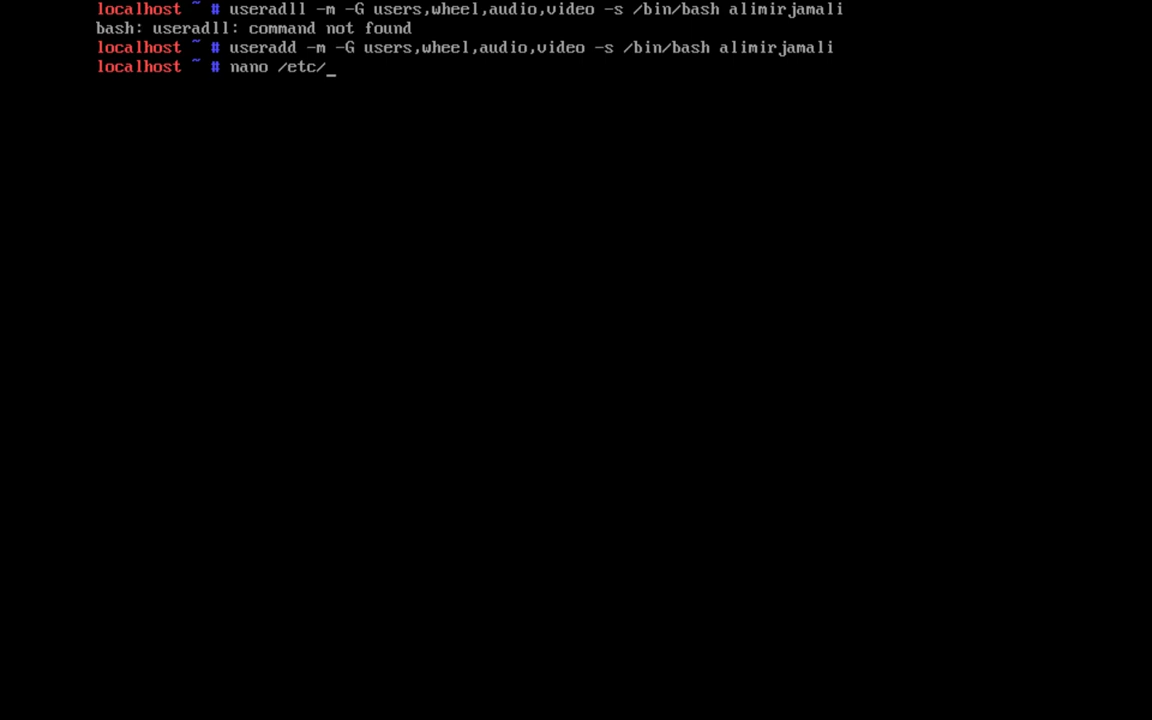 localhost ~ # useradll -m -G users,wheel,audio,video -s /bin/bash alimirjamali
bash: useradll: command not found
localhost ~ # useradd -m -G users,wheel,audio,video -s /bin/bash alimirjamali
localhost ~ # nano /etc/_